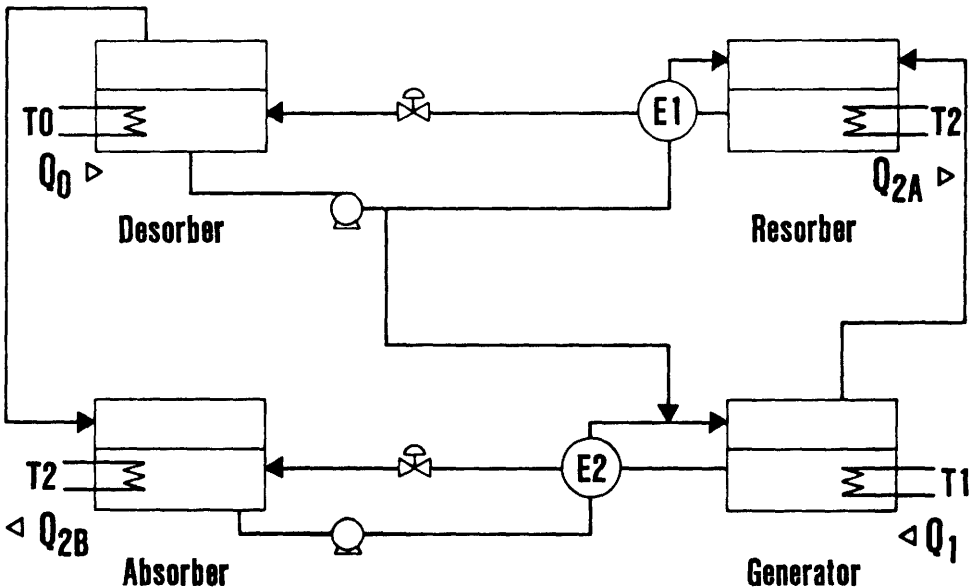 E1
T0
T2
Q0
Q2A
Desorber
Resorber
E2
T2
T1
Q2B
Q1
Absorber
Generator